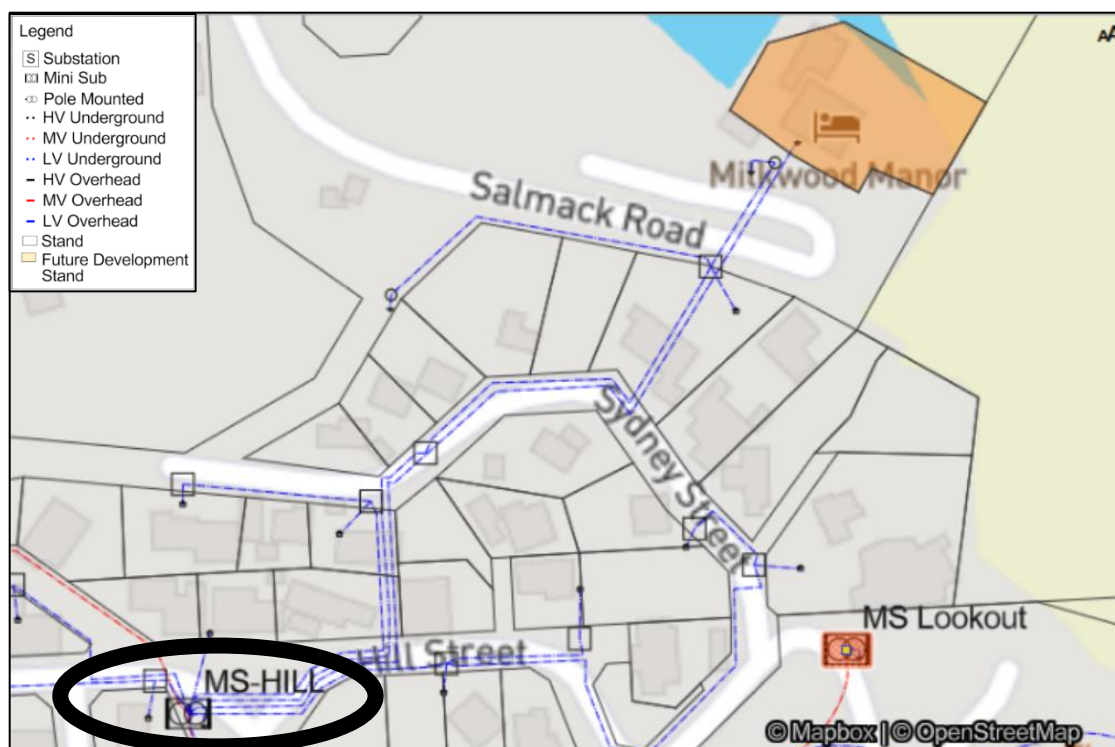 Legend
S Substation
Mini Sub
Pole Mounted
HV Underground
MV Underground
LV Underground
HV Overhead
MV Overhead
LV Overhead
Stand
Future Development
Stand
AA
Salmack Road
Milkwood Manor
Sydney Street
MS Lookout
Hill Street
MS-HILL
© Mapbox | © OpenStreetMap